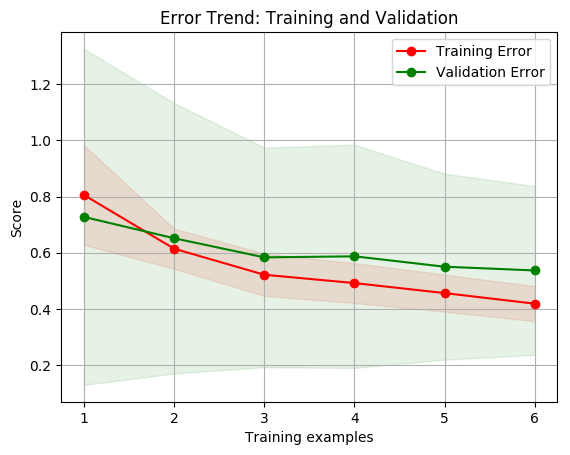 Error Trend: Training and Validation
Training Error
Validation Error
1.2
1.0
0.8
0.6
0.4
0.2
Score
1 2 3 4 5 6
Training examples